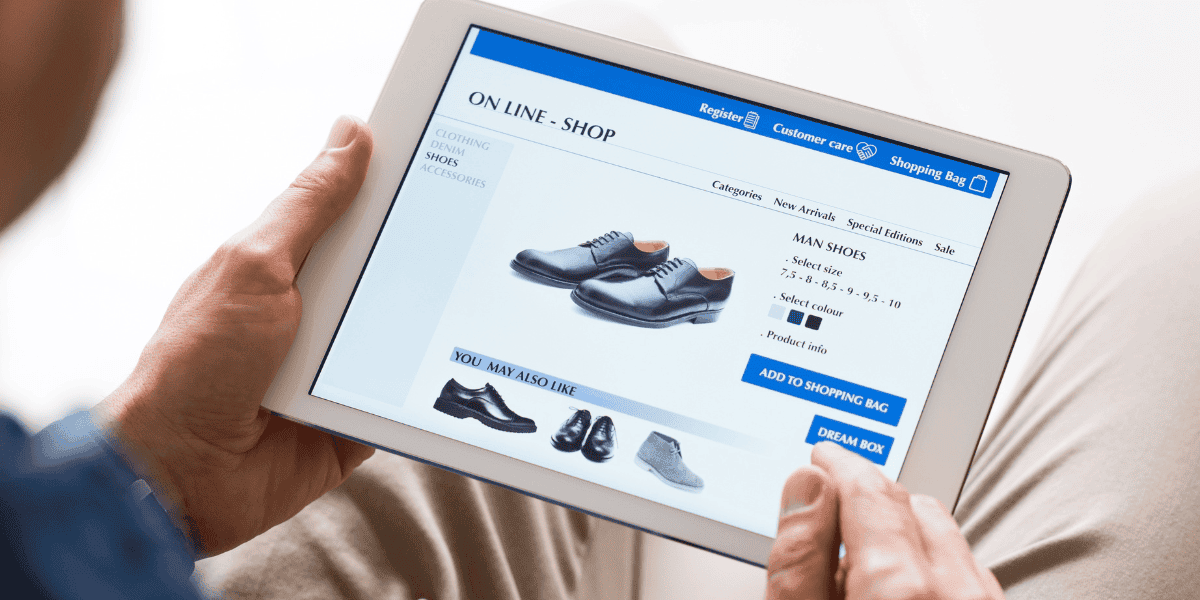 Register
Customer care
Shopping Bag
ON LINE - SHOP
CLOTHING
DENIM
SHOES
ACCESSORIES
Categories
New Arrivals
Special Editions
Sale
MAN SHOES
. Select size
7,5 - 8 - 8,5 - 9 - 9,5 - 10
. Select colour
. Product info
ADD TO SHOPPING BAG
DREAM BOX
YOU MAY ALSO LIKE